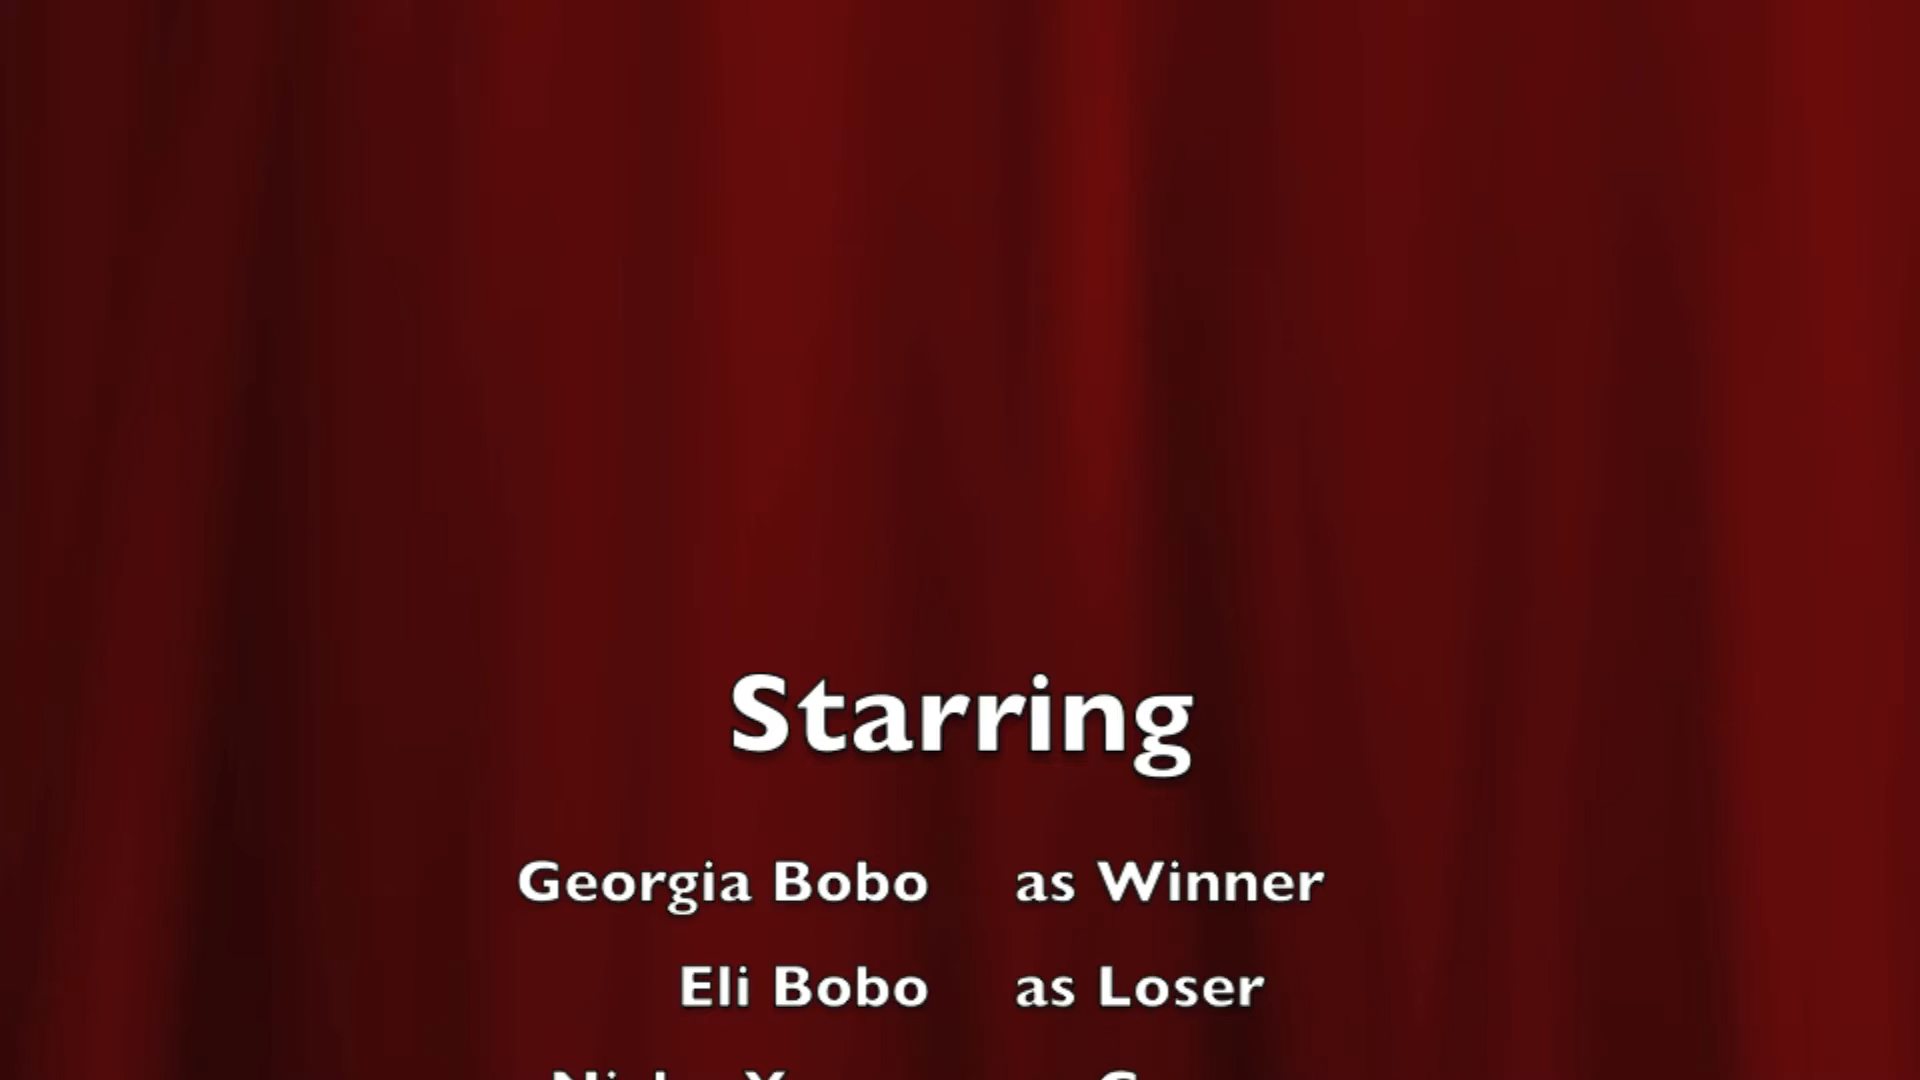 Starring
Georgia Bobo as Winner
Eli Bobo as Loser